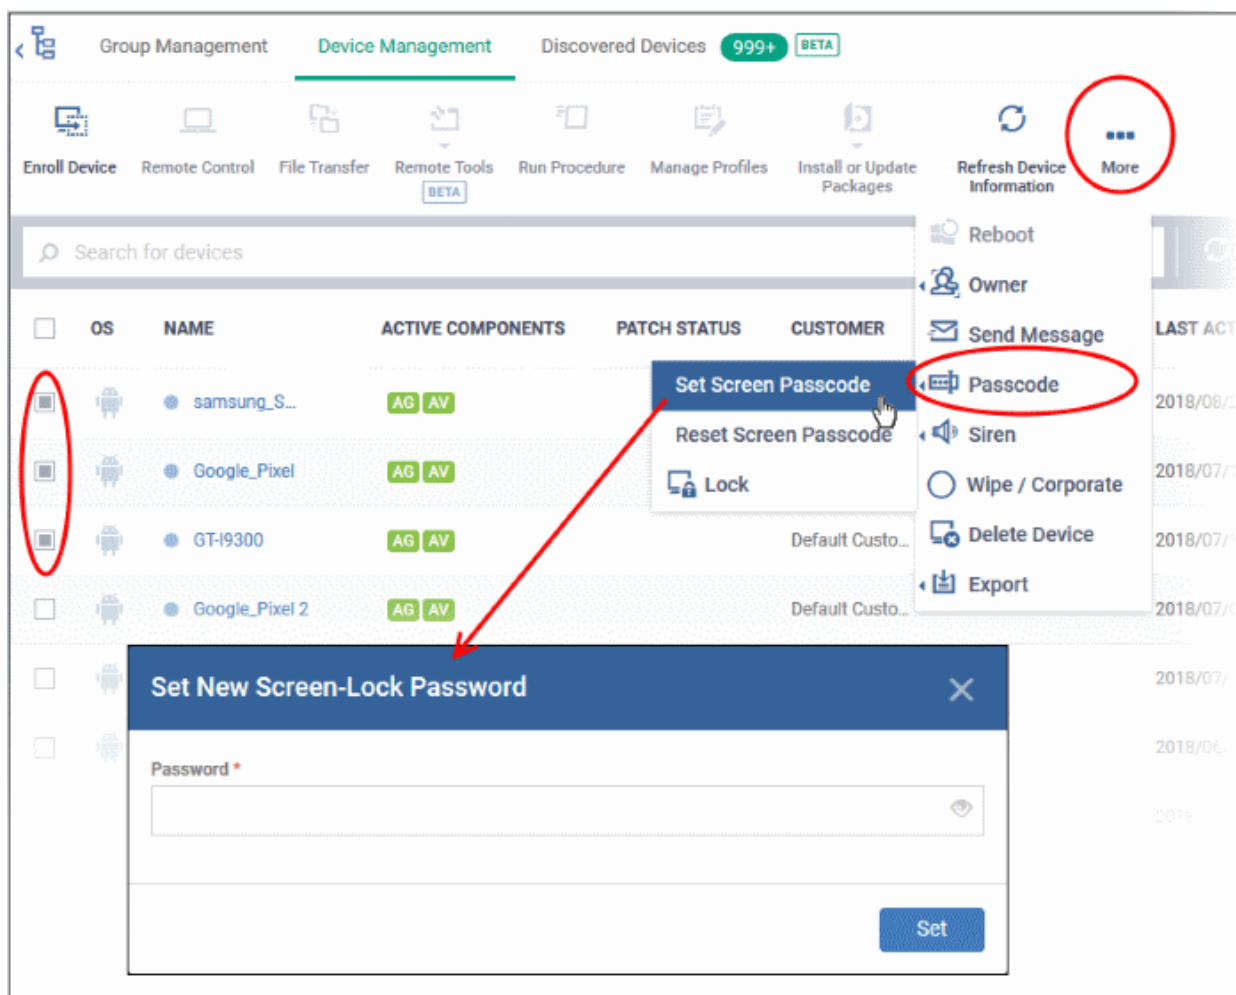 Group Management
Device Management
Discovered Devices 999+ BETA
Enroll Device
Remote Control
File Transfer
Remote Tools
BETA
Run Procedure
Manage Profiles
Install or Update
Packages
Refresh Device
Information
More
Search for devices
OS NAME ACTIVE COMPONENTS PATCH STATUS CUSTOMER LAST ACT
Reboot
Owner
Send Message
Passcode
Siren
Wipe / Corporate
Delete Device
Export
Set Screen Passcode
Reset Screen Passcode
Lock
samsung_S... AG AV 2018/08/
Google_Pixel AG AV 2018/07/
GT-I9300 AG AV Default Custo... 2018/07/
Google_Pixel 2 AG AV Default Custo... 2018/07/
2018/07/
2018/06
Set New Screen-Lock Password
Password *
Set